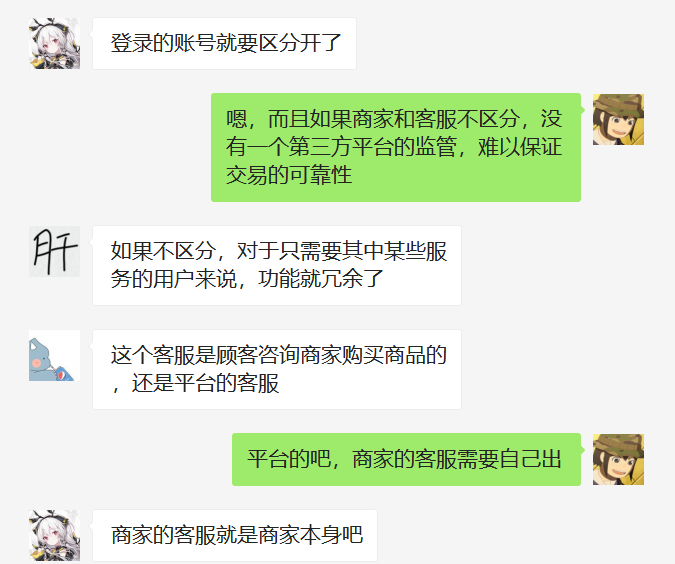 登录的账号就要区分开了
嗯，而且如果商家和客服不区分，没
有一个第三方平台的监管，难以保证
交易的可靠性
肝
如果不区分，对于只需要其中某些服
务的用户来说，功能就冗余了
这个客服是顾客咨询商家购买商品的
，还是平台的客服
平台的吧，商家的客服需要自己出
商家的客服就是商家本身吧